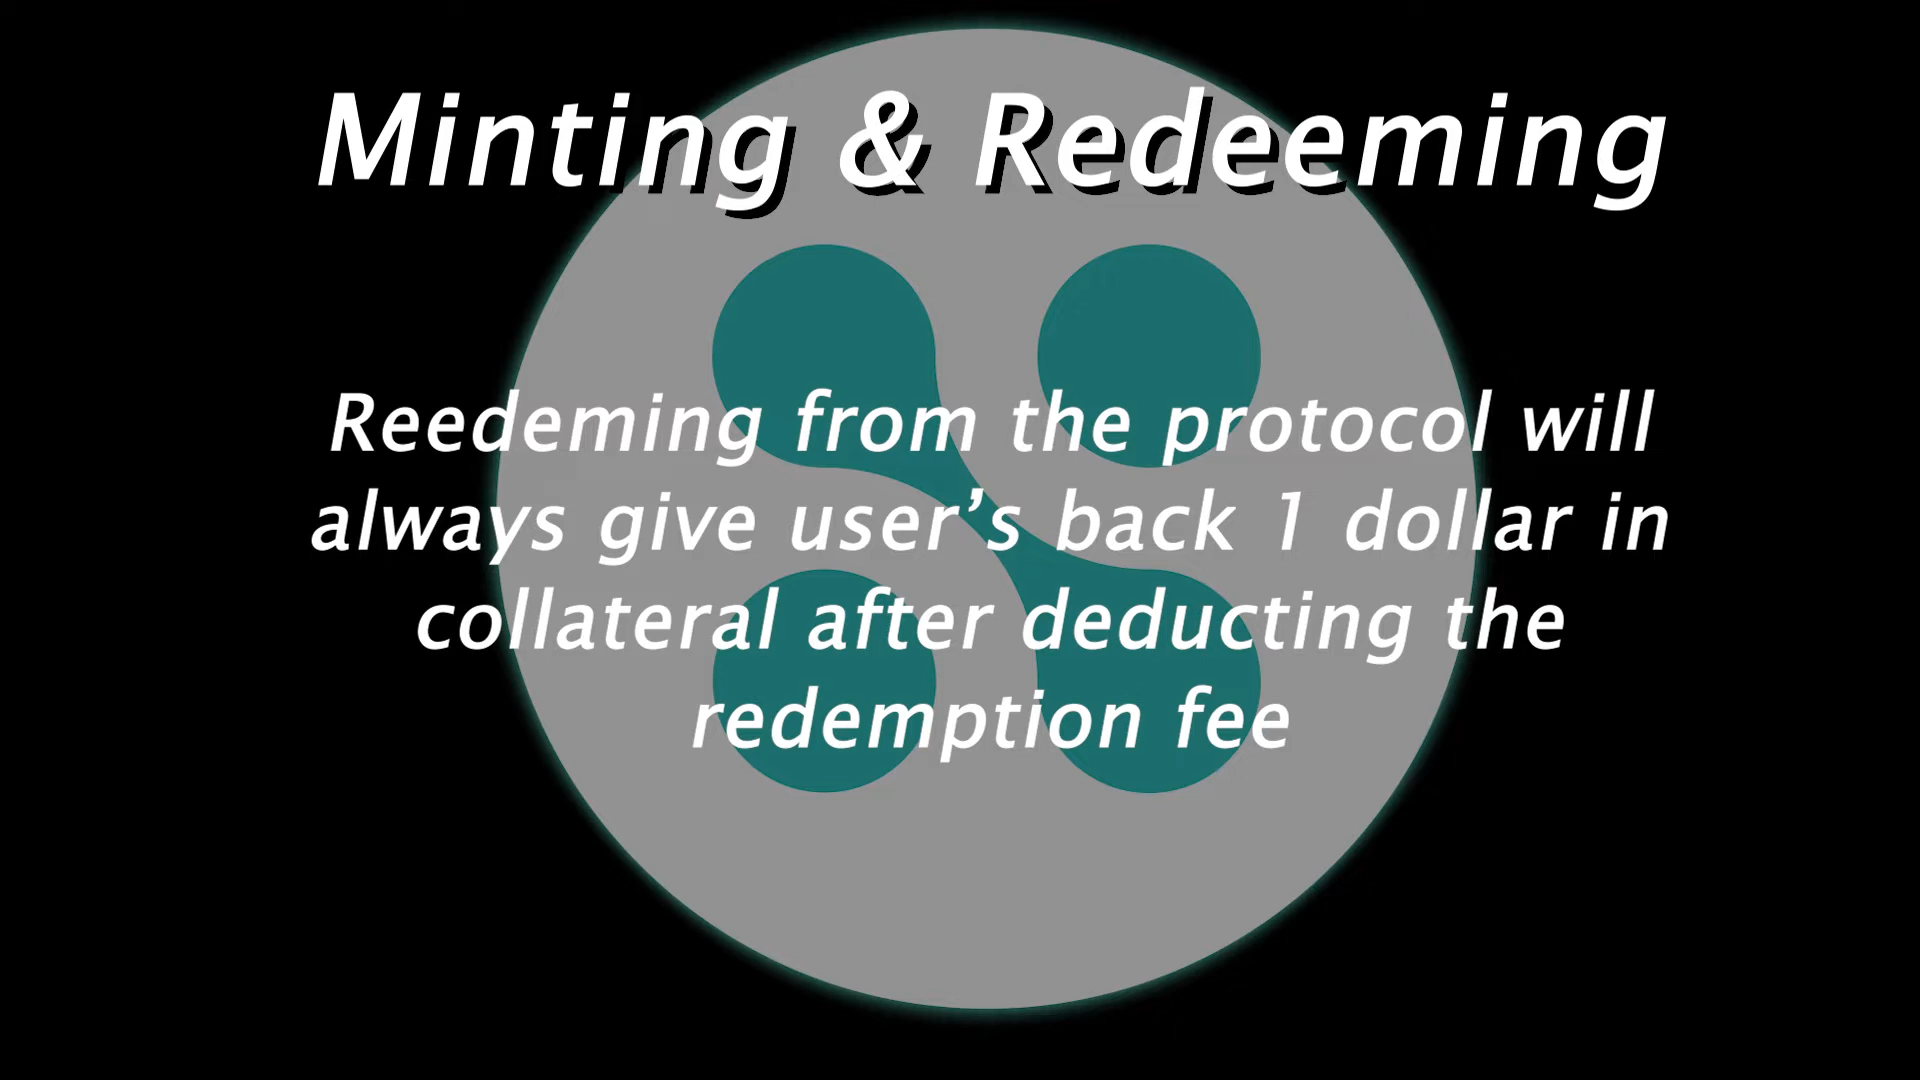 Minting & Redeeming
Reedeming from the protocol will
always give user’s back 1 dollar in
collateral after deducting the
redemption fee